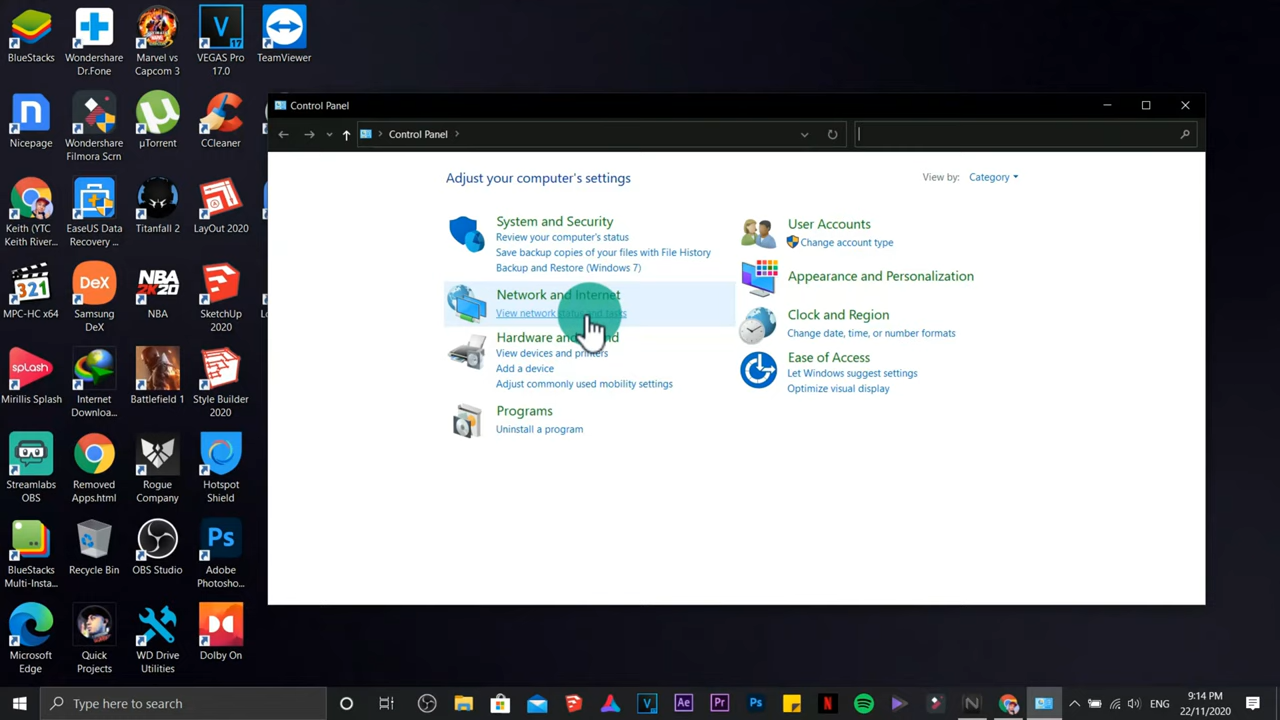 BlueStacks
Wondershare
Dr.Fone
Marvel vs
Capcom 3
VEGAS Pro
17.0
TeamViewer
Nicepage
Wondershare
Filmora Scrn
µTorrent
CCleaner
Keith (YTC
Keith River...
EaseUS Data
Recovery ...
Titanfall 2
LayOut 2020
MPC-HC x64
Samsung
DeX
NBA
SketchUp
2020
Mirillis Splash
Internet
Downloa...
Battlefield 1
Style Builder
2020
Streamlabs
OBS
Removed
Apps.html
Rogue
Company
Hotspot
Shield
BlueStacks
Multi-Insta...
Recycle Bin
OBS Studio
Adobe
Photosho...
Microsoft
Edge
Quick
Projects
WD Drive
Utilities
Dolby On
Control Panel
Control Panel
Adjust your computer's settings
View by: Category
System and Security
Review your computer's status
Save backup copies of your files with File History
Backup and Restore (Windows 7)
Network and Internet
View network status and tasks
Hardware and Sound
View devices and printers
Add a device
Adjust commonly used mobility settings
Programs
Uninstall a program
User Accounts
Change account type
Appearance and Personalization
Clock and Region
Change date, time, or number formats
Ease of Access
Let Windows suggest settings
Optimize visual display
Type here to search
9:14 PM
22/11/2020